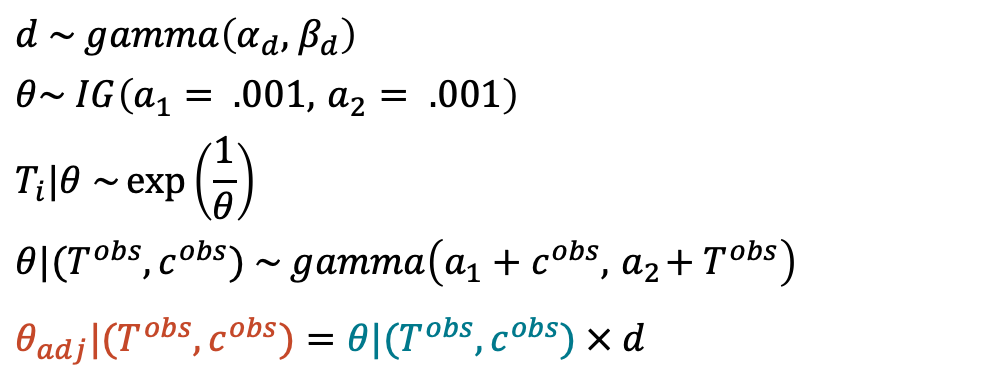 d ~ gamma(α_d, β_d)
θ~ IG(a_1 = .001, a_2 = .001)
T_i|θ ~ exp(1/θ)
θ|(T^obs, c^obs) ~ gamma(a_1 + c^obs, a_2 + T^obs)
θ_adj|(T^obs, c^obs) = θ|(T^obs, c^obs) × d